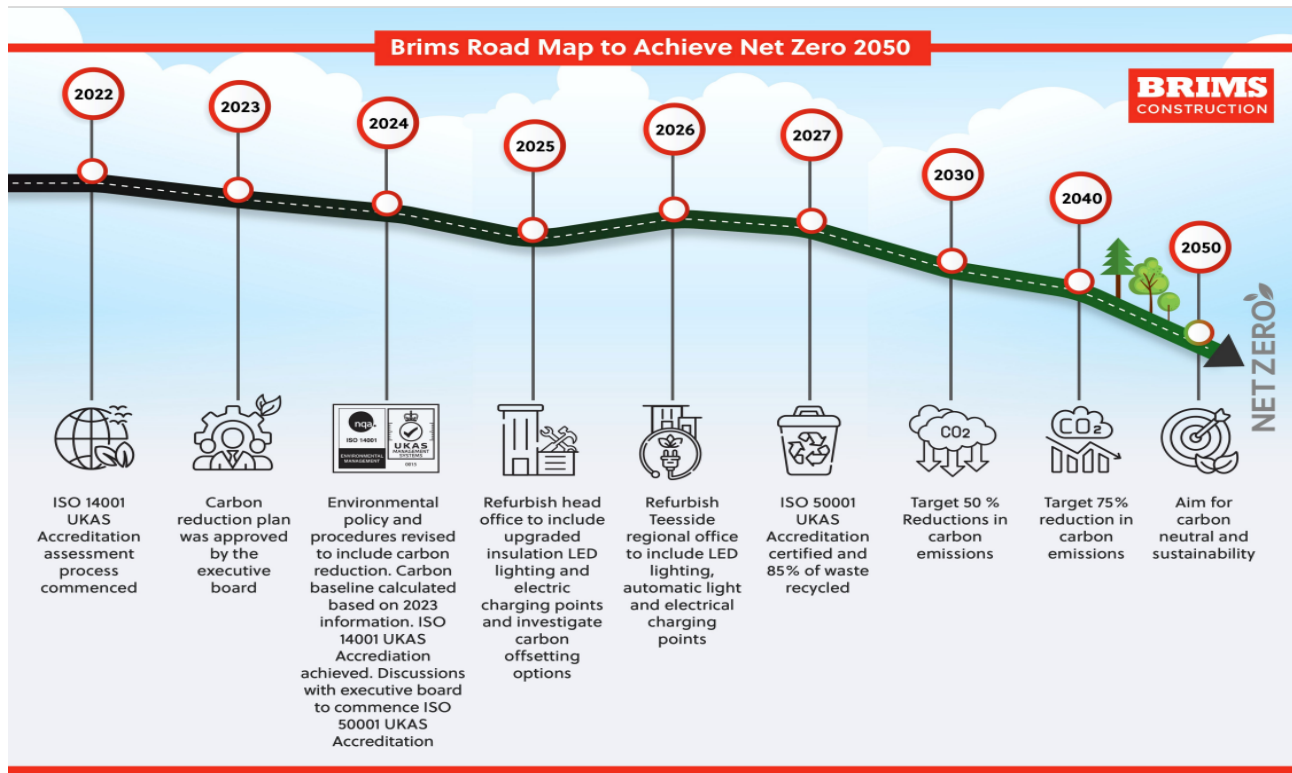 Brims Road Map to Achieve Net Zero 2050
BRIMS
CONSTRUCTION
2022
2023
2024
2025
2026
2027
2030
2040
2050
NET ZERO
CO2
CO2
nqa.
ISO 14001
ENVIRONMENTAL
MANAGEMENT
UKAS
MANAGEMENT
SYSTEMS
ISO 14001
UKAS
Accreditation
assessment
process
commenced
Carbon
reduction plan
was approved
by the
executive
board
Environmental
policy and
procedures revised
to include carbon
reduction. Carbon
baseline calculated
based on 2023
information. ISO
14001 UKAS
Accrediation
achieved. Discussions
with executive board
to commence ISO
50001 UKAS
Accreditation
Refurbish head
office to include
upgraded
insulation LED
lighting and
electric
charging points
and investigate
carbon
offsetting
options
Refurbish
Teesside
regional office
to include LED
lighting,
automatic light
and electrical
charging
points
ISO 50001
UKAS
Accreditation
certified and
85% of waste
recycled
Target 50 %
Reductions in
carbon
emissions
Target 75%
reduction in
carbon
emissions
Aim for
carbon
neutral and
sustainability